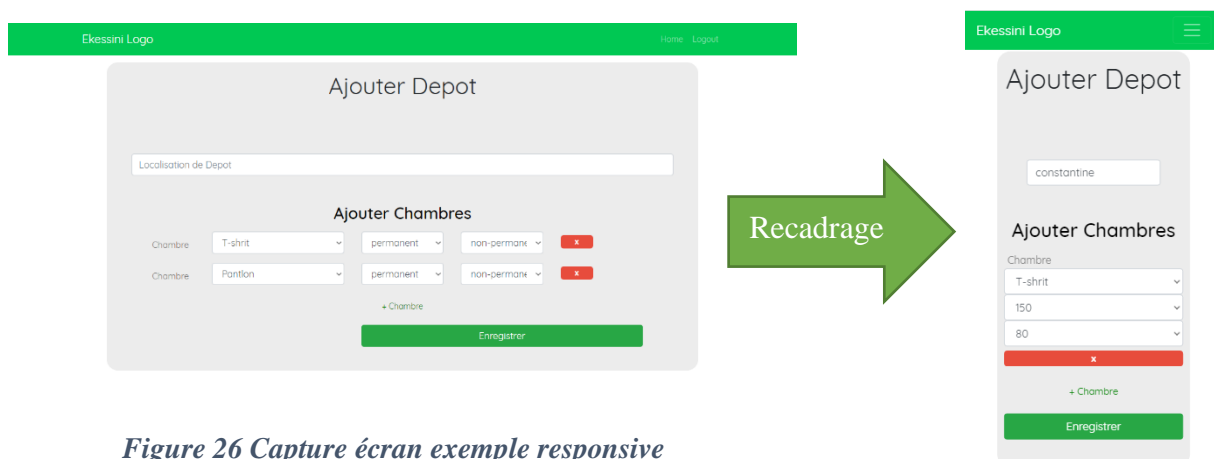 Ekessini Logo Home Logout
Ajouter Depot
Localisation de Depot
Ajouter Chambres
Chambre T-shrit permanent non-permane x
Chambre Pantlon permanent non-permane x
+ Chambre
Enregistrer
Recadrage
Ekessini Logo
Ajouter Depot
constantine
Ajouter Chambres
Chambre
T-shrit
150
80
x
+ Chambre
Enregistrer
Figure 26 Capture écran exemple responsive